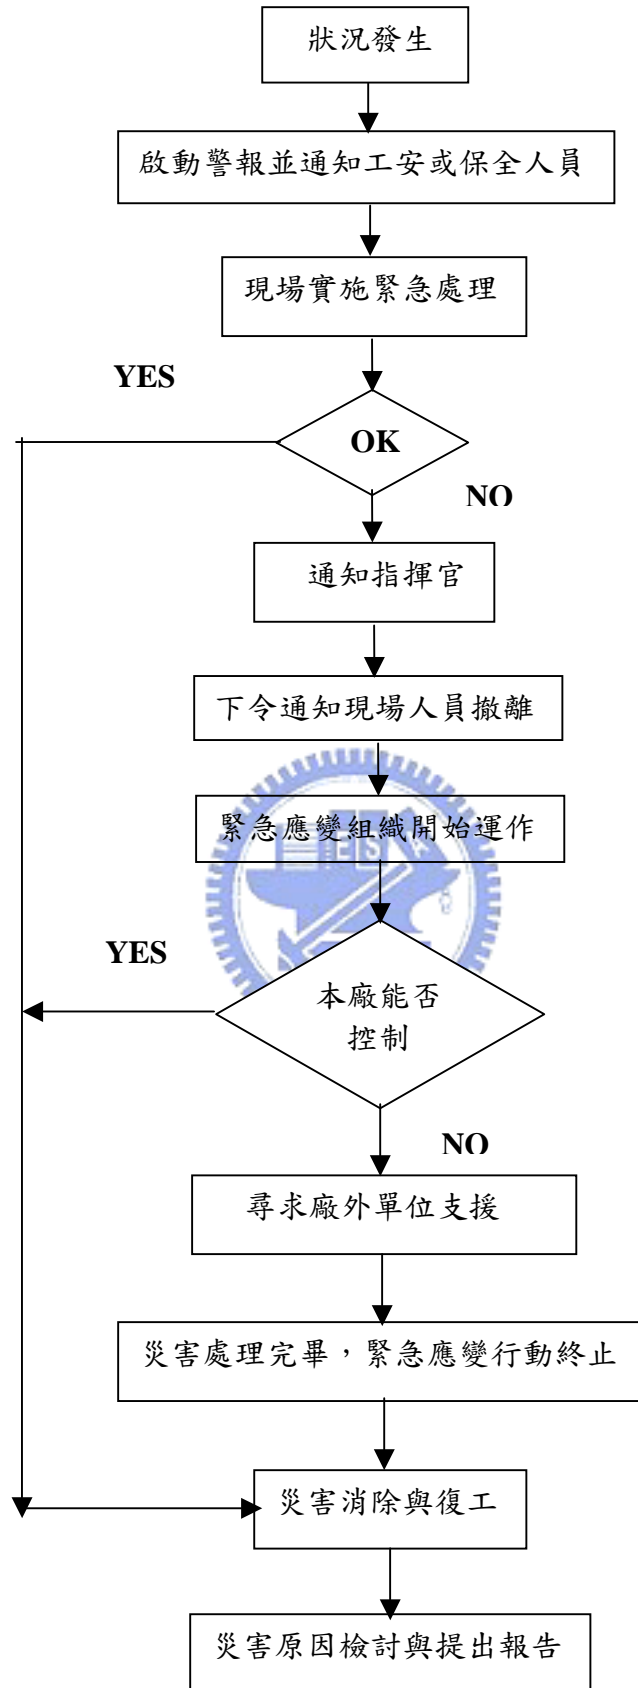 狀況發生
啟動警報並通知工安或保全人員
現場實施緊急處理
YES
OK
NO
通知指揮官
下令通知現場人員撤離
緊急應變組織開始運作
YES
本廠能否
控制
NO
尋求廠外單位支援
災害處理完畢，緊急應變行動終止
災害消除與復工
災害原因檢討與提出報告